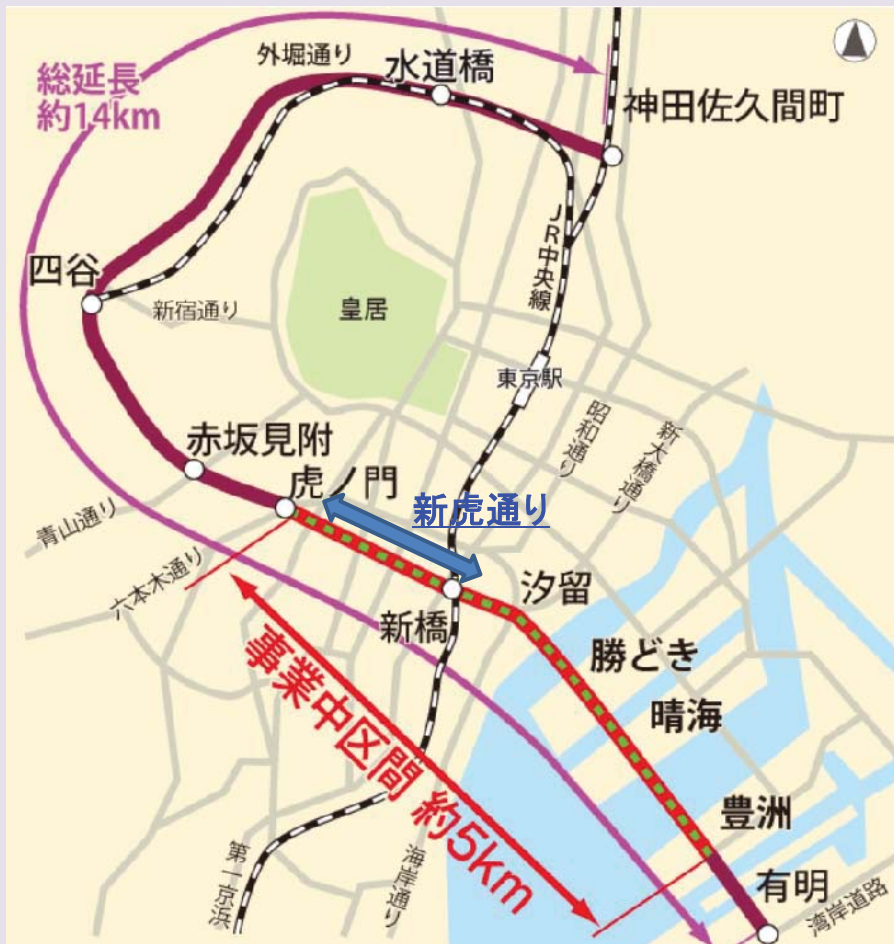 総延長
約14km
外堀通り
水道橋
神田佐久間町
JR中央線
四谷
新宿通り
皇居
東京駅
昭和通り
新大橋通り
赤坂見附
虎ノ門
新虎通り
青山通り
六本木通り
新橋
汐留
勝どき
晴海
豊洲
有明
事業中区間 約5km
第一京浜
海岸通り
湾岸道路